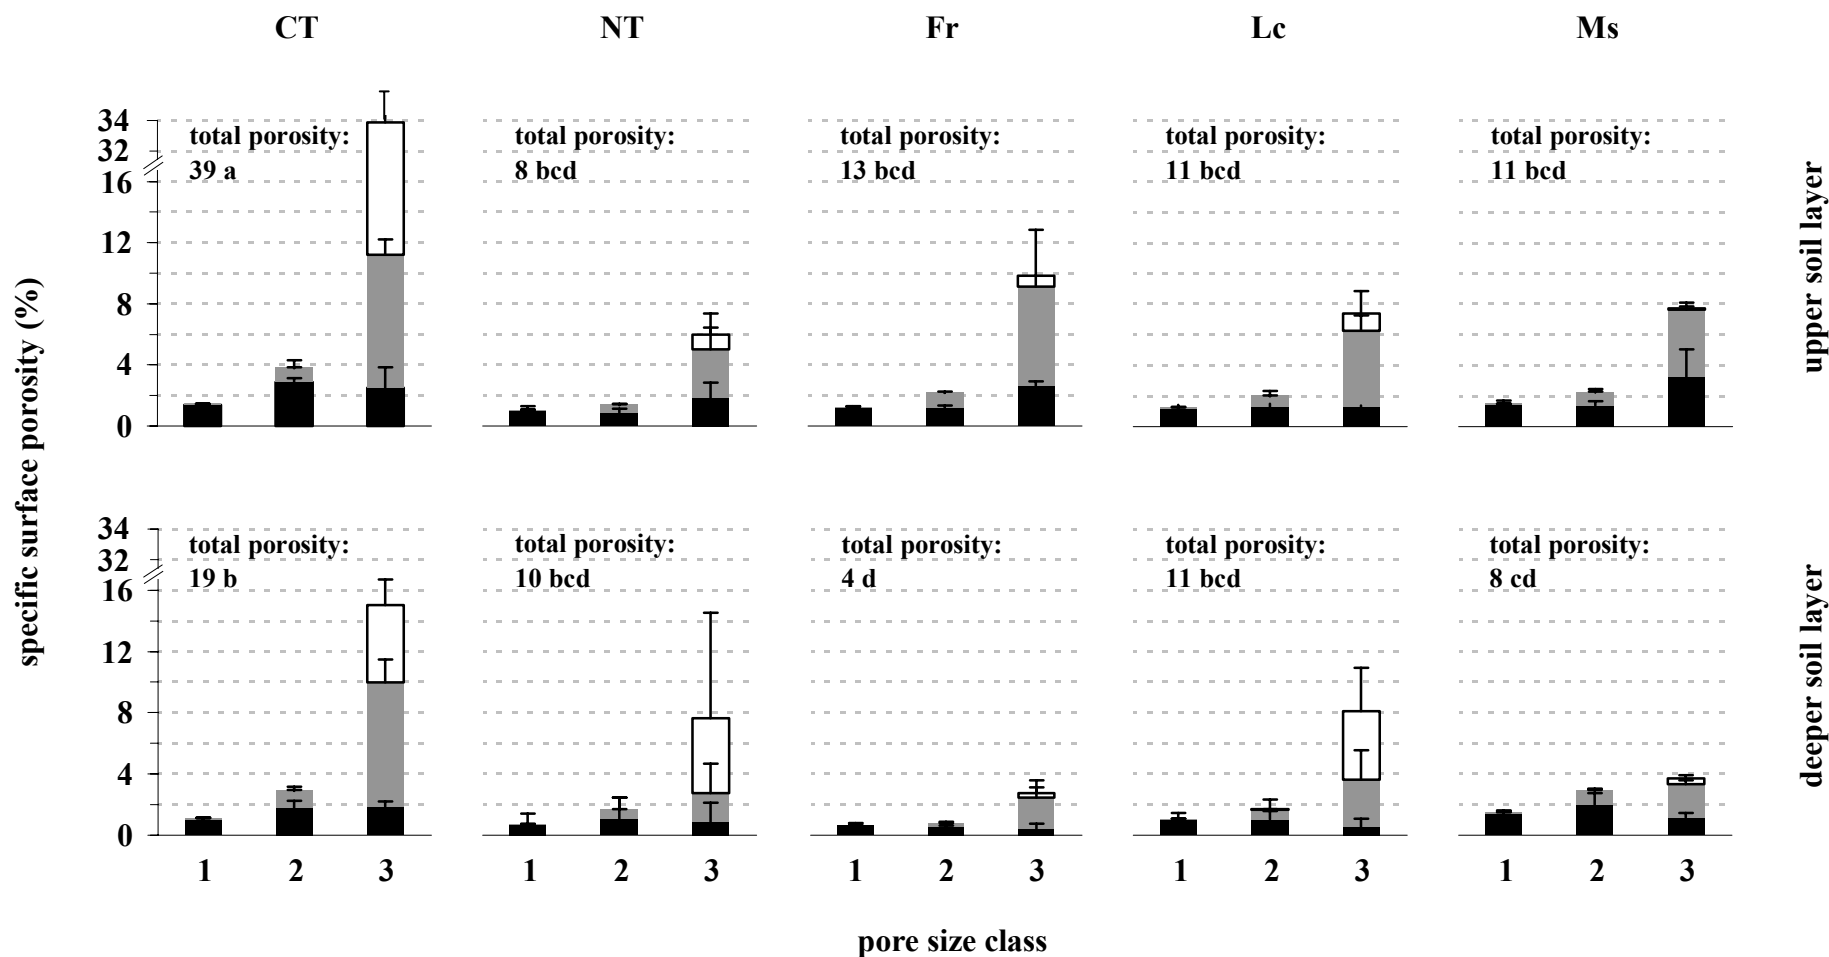 CT NT Fr Lc Ms
34
32
16
12
8
4
0
total porosity:
39 a
total porosity:
8 bcd
total porosity:
13 bcd
total porosity:
11 bcd
total porosity:
11 bcd
upper soil layer
specific surface porosity (%)
34
32
16
12
8
4
0
total porosity:
19 b
total porosity:
10 bcd
total porosity:
4 d
total porosity:
11 bcd
total porosity:
8 cd
deeper soil layer
1 2 3 1 2 3 1 2 3 1 2 3 1 2 3
pore size class